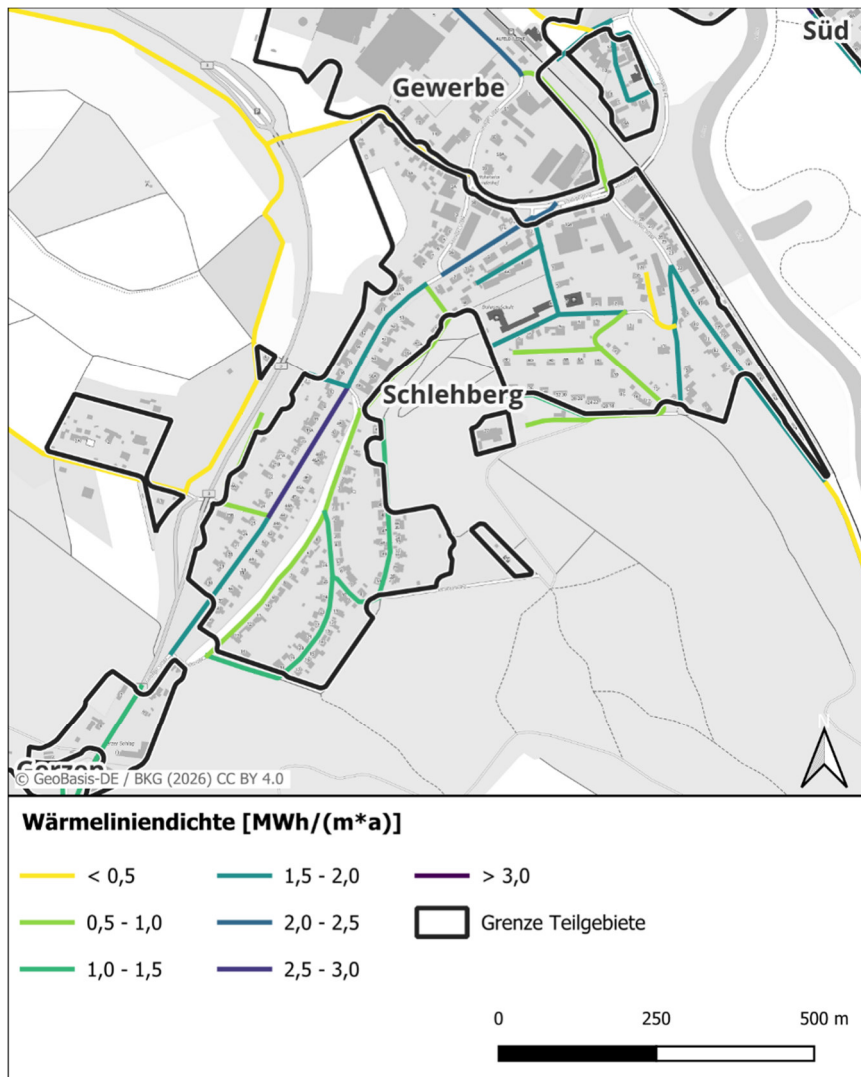 Süd
Gewerbe
Schlehberg
Görzen
N
© GeoBasis-DE / BKG (2026) CC BY 4.0
Wärmeliniendichte [MWh/(m*a)]
< 0,5
1,5 - 2,0
> 3,0
0,5 - 1,0
2,0 - 2,5
Grenze Teilgebiete
1,0 - 1,5
2,5 - 3,0
0
250
500 m